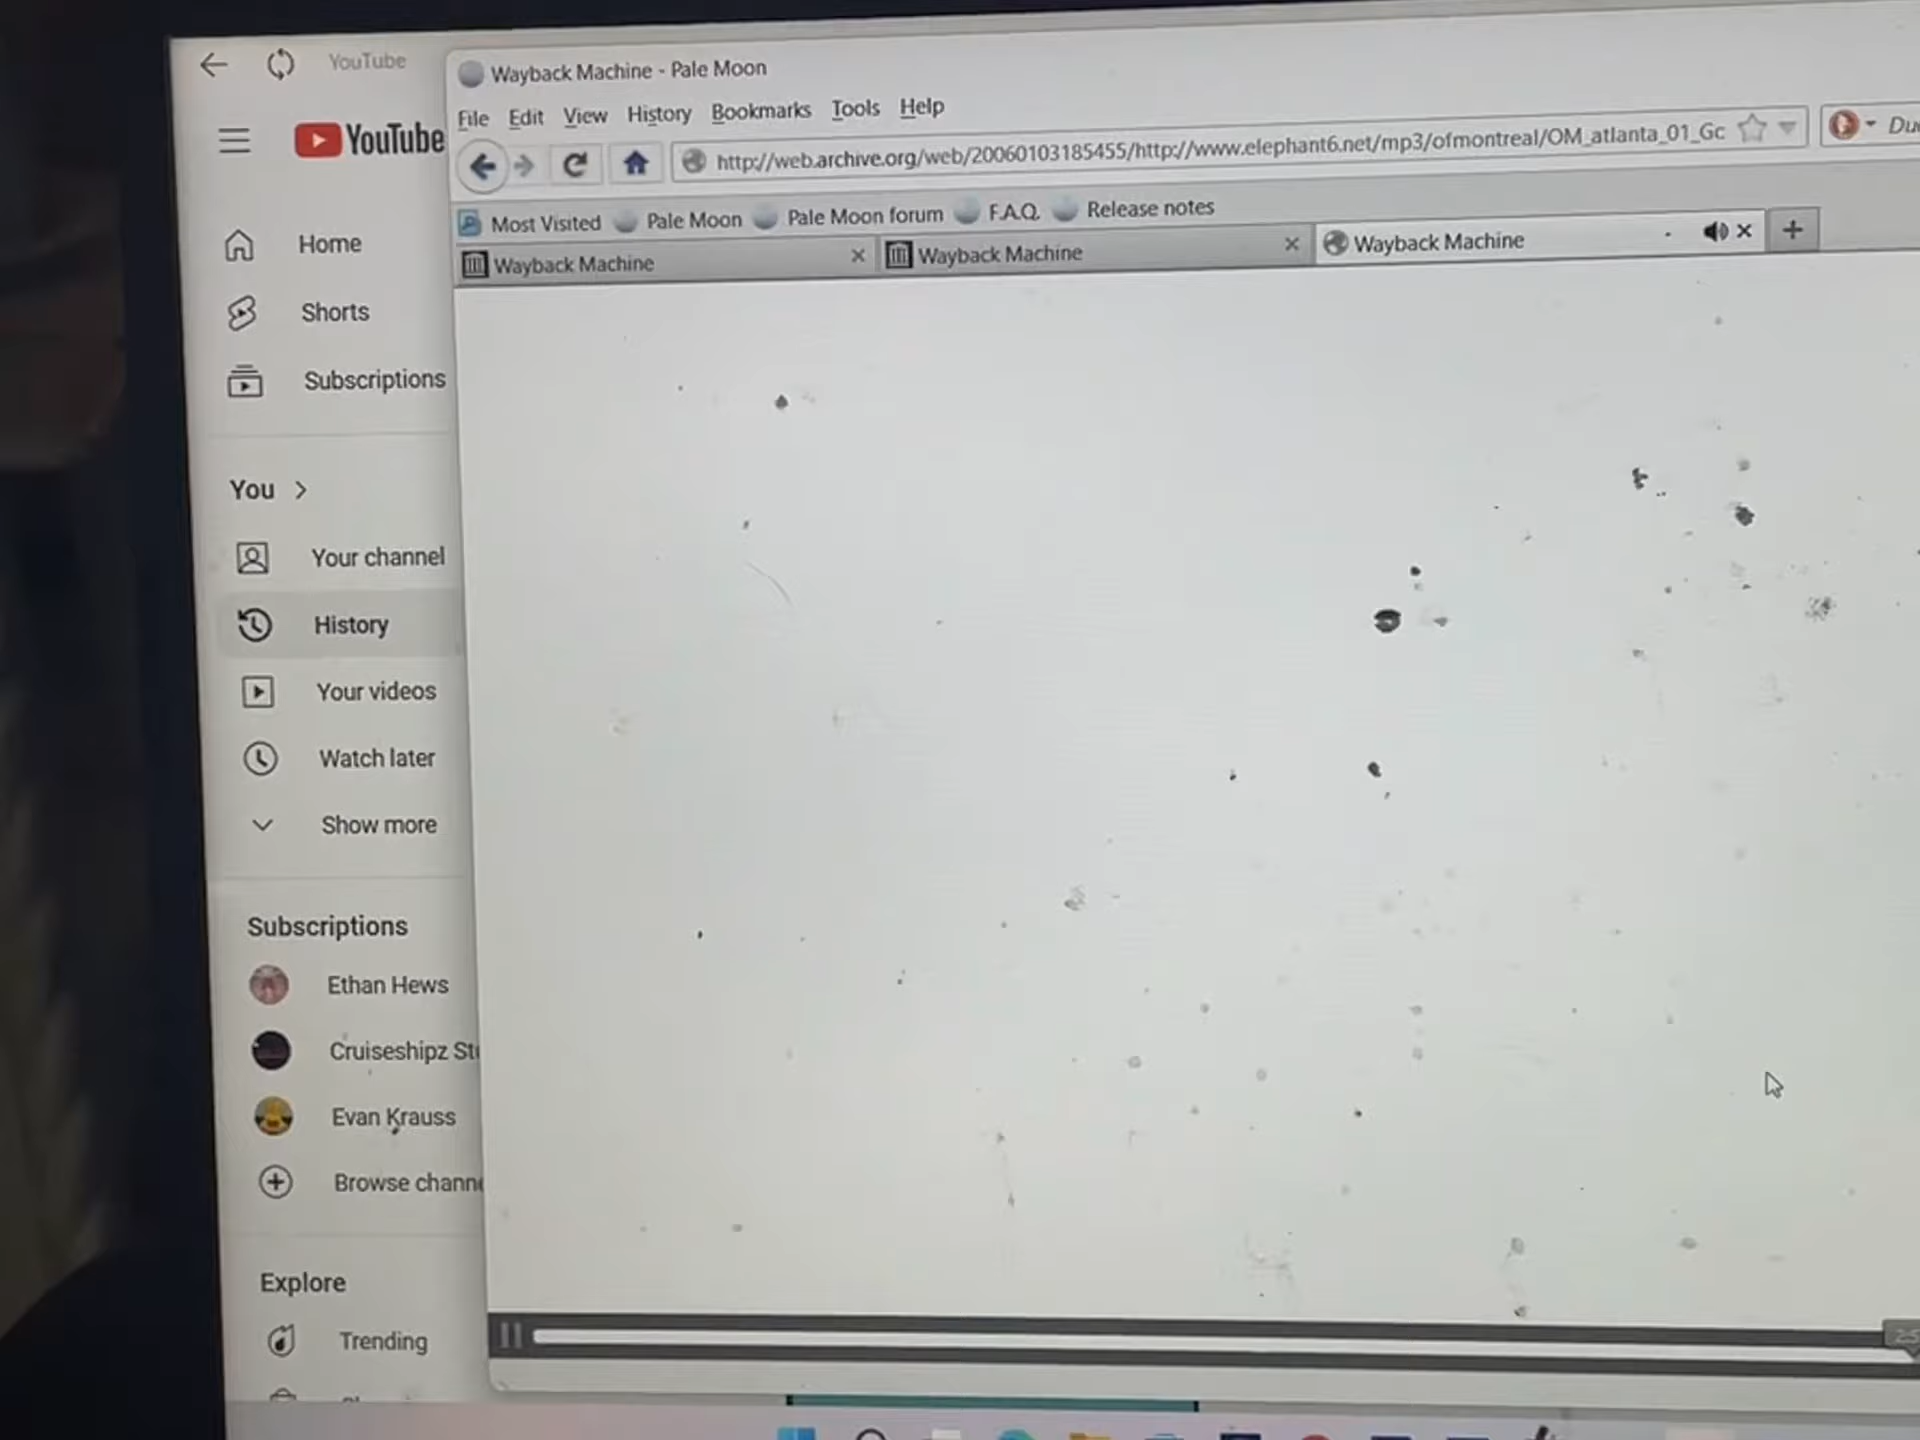 YouTube
Wayback Machine - Pale Moon
File Edit View History Bookmarks Tools Help
YouTube
http://web.archive.org/web/20060103185455/http://www.elephant6.net/mp3/ofmontreal/OM_atlanta_01_Gc
Most Visited Pale Moon Pale Moon forum F.A.Q. Release notes
Wayback Machine Wayback Machine Wayback Machine
Home
Shorts
Subscriptions
You
Your channel
History
Your videos
Watch later
Show more
Subscriptions
Ethan Hews
Cruiseshipz
Evan Krauss
Browse
Explore
Trending